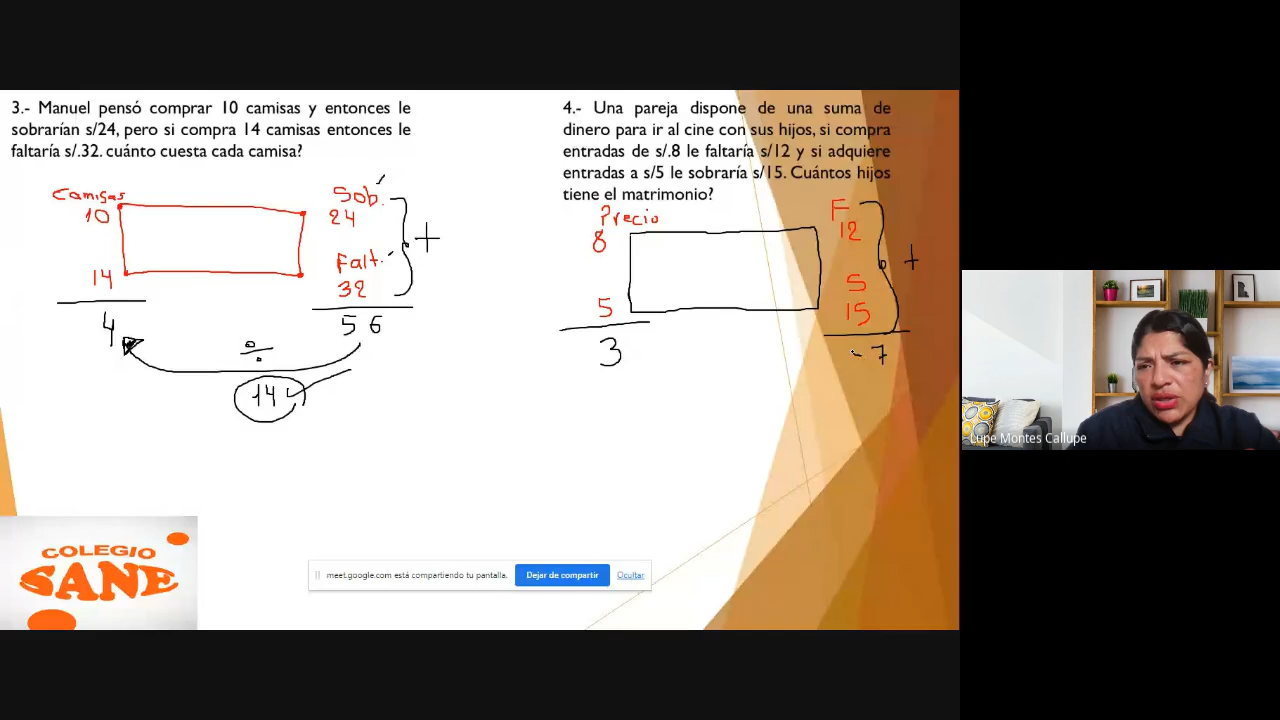 3.- Manuel pensó comprar 10 camisas y entonces le
sobrarían s/24, pero si compra 14 camisas entonces le
faltaría s/.32. cuánto cuesta cada camisa?
Camisas
10
14
4
Sob.
24
Falt.
32
+
5 6
÷
14
4.- Una pareja dispone de una suma de
dinero para ir al cine con sus hijos, si compra
entradas de s/.8 le faltaría s/12 y si adquiere
entradas a s/5 le sobraría s/15. Cuántos hijos
tiene el matrimonio?
Precio
8
5
3
F
12
S
15
+
7
COLEGIO
SANE
meet.google.com está compartiendo tu pantalla.
Dejar de compartir
Ocultar
Lupe Montes Callupe